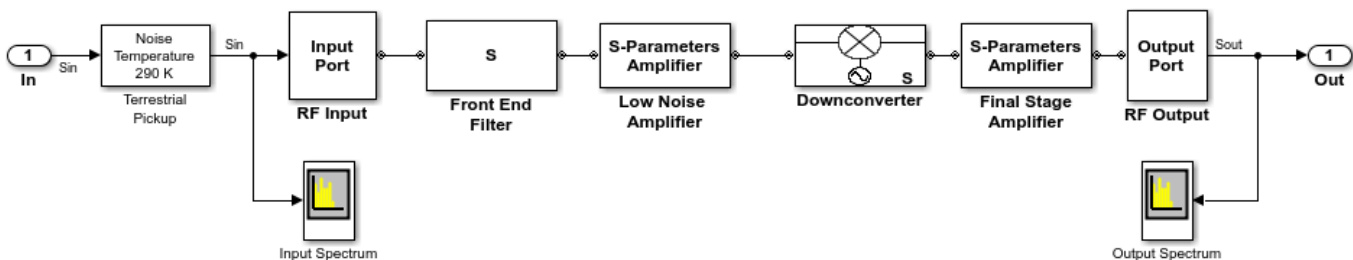 1
In
Sin
Noise
Temperature
290 K
Terrestrial
Pickup
Sin
Input
Port
RF Input
S
Front End
Filter
S-Parameters
Amplifier
Low Noise
Amplifier
S
Downconverter
S-Parameters
Amplifier
Final Stage
Amplifier
Output
Port
RF Output
Sout
1
Out
Input Spectrum
Output Spectrum